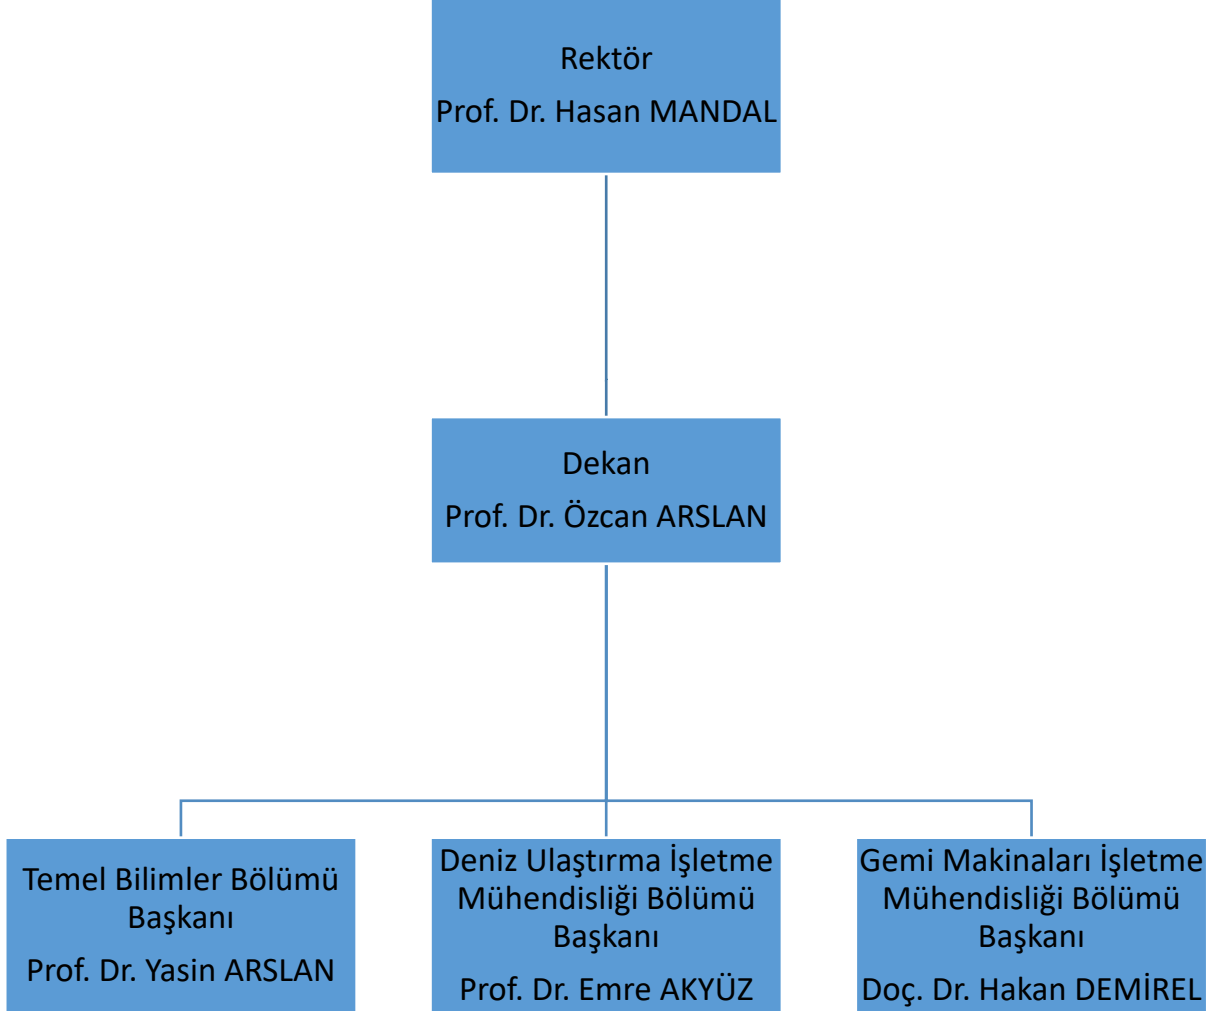 Rektör
Prof. Dr. Hasan MANDAL
Dekan
Prof. Dr. Özcan ARSLAN
Temel Bilimler Bölümü
Başkanı
Prof. Dr. Yasin ARSLAN
Deniz Ulaştırma İşletme
Mühendisliği Bölümü
Başkanı
Prof. Dr. Emre AKYÜZ
Gemi Makinaları İşletme
Mühendisliği Bölümü
Başkanı
Doç. Dr. Hakan DEMİREL